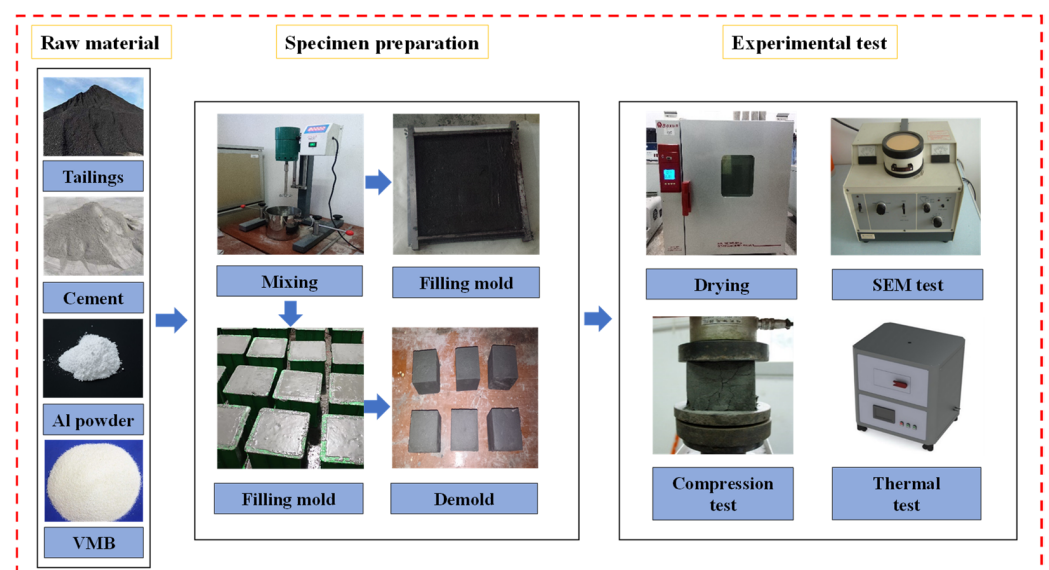 Raw material
Specimen preparation
Experimental test
Tailings
Cement
Al powder
VMB
Mixing
Filling mold
Filling mold
Demold
Drying
SEM test
Compression
test
Thermal
test